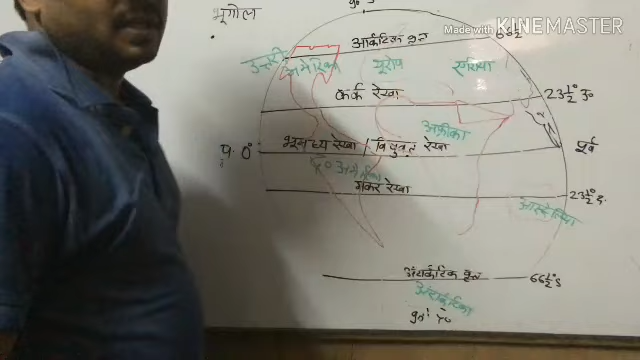 भूगोल
Made with KINEMASTER
आर्कटिक वृत्त 66½
उत्तरी अमेरिका यूरोप एशिया
कर्क रेखा 23½° उ०
अफ्रीका
प. 0° भूमध्य रेखा / विषुवत रेखा पूर्व
द० अमेरिका
मकर रेखा 23½° द.
आस्ट्रेलिया
अंटार्कटिक वृत्त 66½° S
अंटार्कटिका